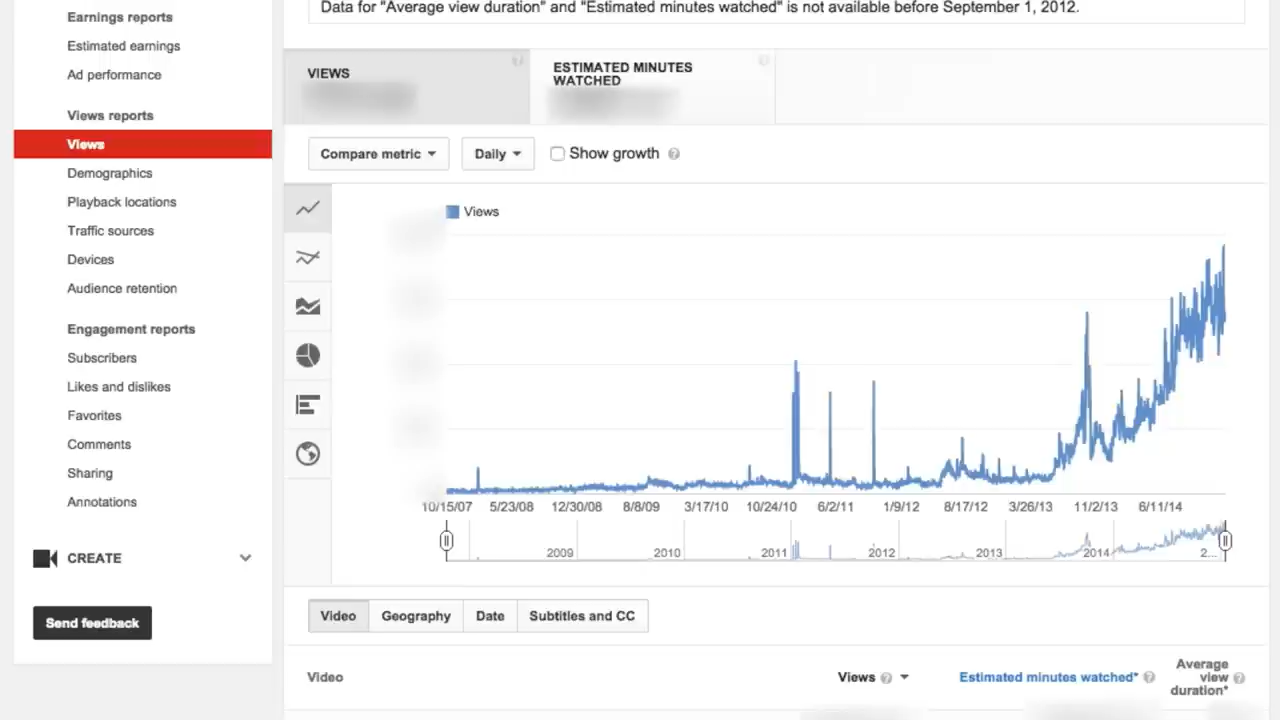 Data for "Average view duration" and "Estimated minutes watched" is not available before September 1, 2012.
Earnings reports
Estimated earnings
Ad performance
Views reports
Views
Demographics
Playback locations
Traffic sources
Devices
Audience retention
Engagement reports
Subscribers
Likes and dislikes
Favorites
Comments
Sharing
Annotations
CREATE
Send feedback
VIEWS
ESTIMATED MINUTES
WATCHED
Compare metric
Daily
Show growth
Views
10/15/07 5/23/08 12/30/08 8/8/09 3/17/10 10/24/10 6/2/11 1/9/12 8/17/12 3/26/13 11/2/13 6/11/14
2009 2010 2011 2012 2013 2014 2...
Video Geography Date Subtitles and CC
Video
Views
Estimated minutes watched*
Average
view
duration*